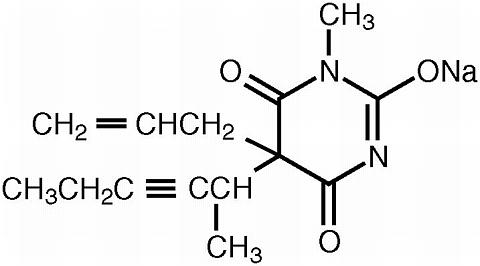 CH₃
O N ONa
CH₂=CHCH₂
N
CH₃CH₂C≡CCH
CH₃ O